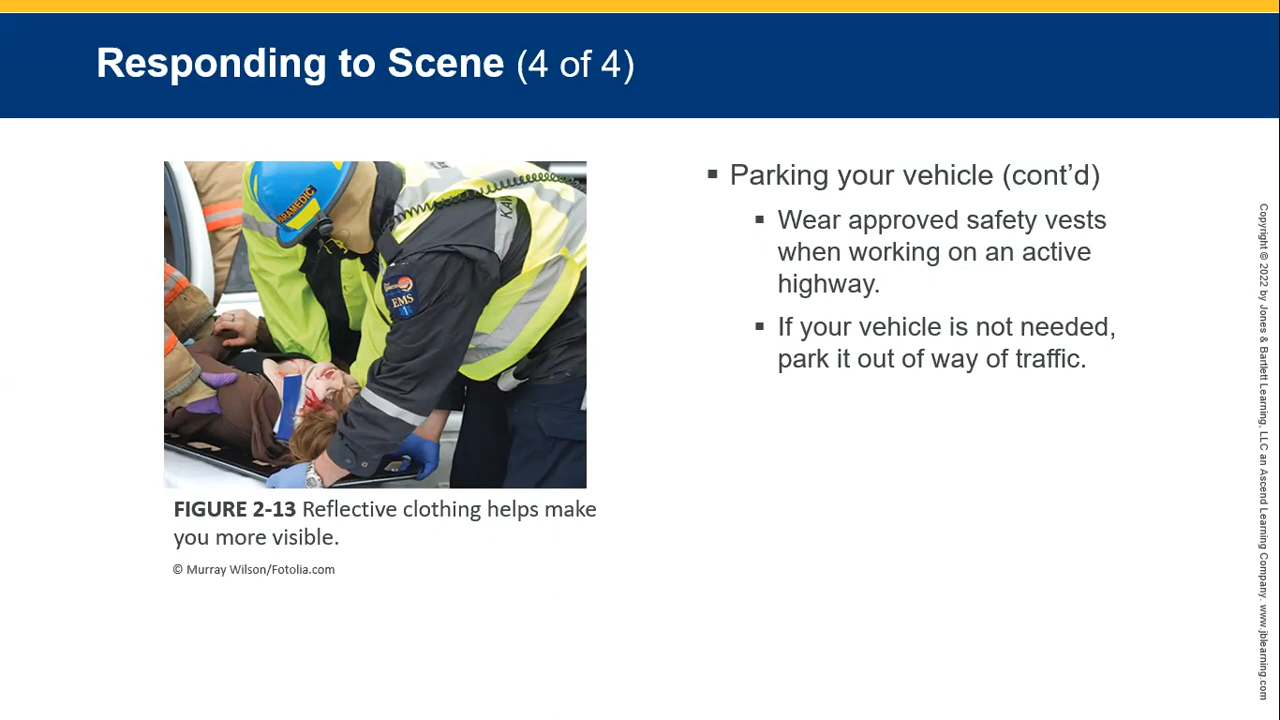 Responding to Scene (4 of 4)
PARAMEDIC
KAW
EMS
FIGURE 2-13 Reflective clothing helps make
you more visible.
© Murray Wilson/Fotolia.com
▪ Parking your vehicle (cont’d)
▪ Wear approved safety vests
when working on an active
highway.
▪ If your vehicle is not needed,
park it out of way of traffic.
Copyright © 2022 by Jones & Bartlett Learning, LLC an Ascend Learning Company. www.jblearning.com